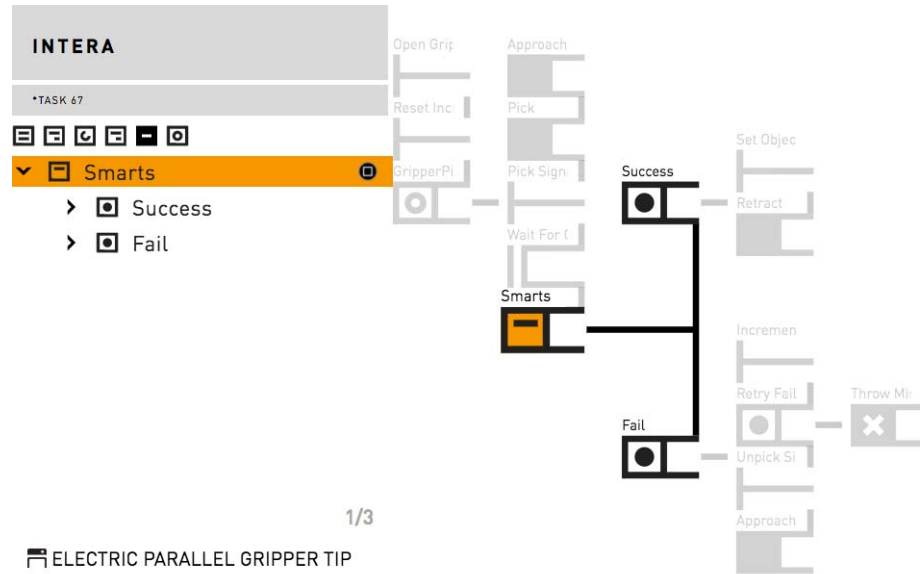 INTERA
*TASK 67
Smarts
Success
Fail
1/3
ELECTRIC PARALLEL GRIPPER TIP
Open Grip
Approach
Reset Inc
Pick
GripperPi
Pick Sign
Wait For
Smarts
Success
Set Objec
Retract
Fail
Incremen
Retry Fail
Throw Mi
Unpick Si
Approach